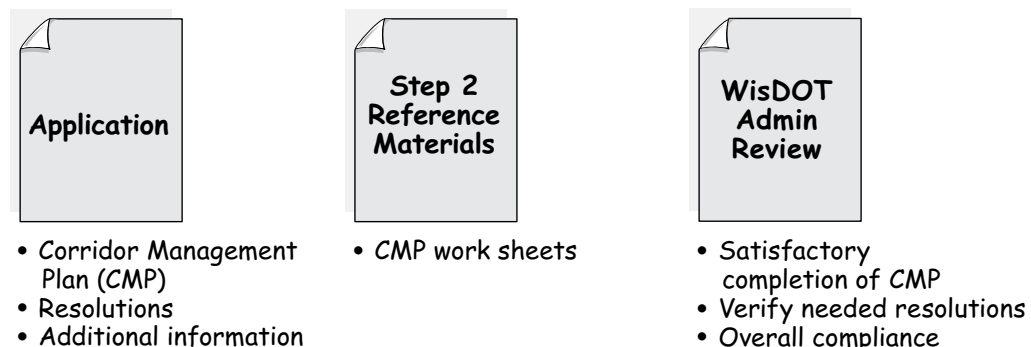 Application
• Corridor Management
Plan (CMP)
• Resolutions
• Additional information
Step 2
Reference
Materials
• CMP work sheets
WisDOT
Admin
Review
• Satisfactory
completion of CMP
• Verify needed resolutions
• Overall compliance